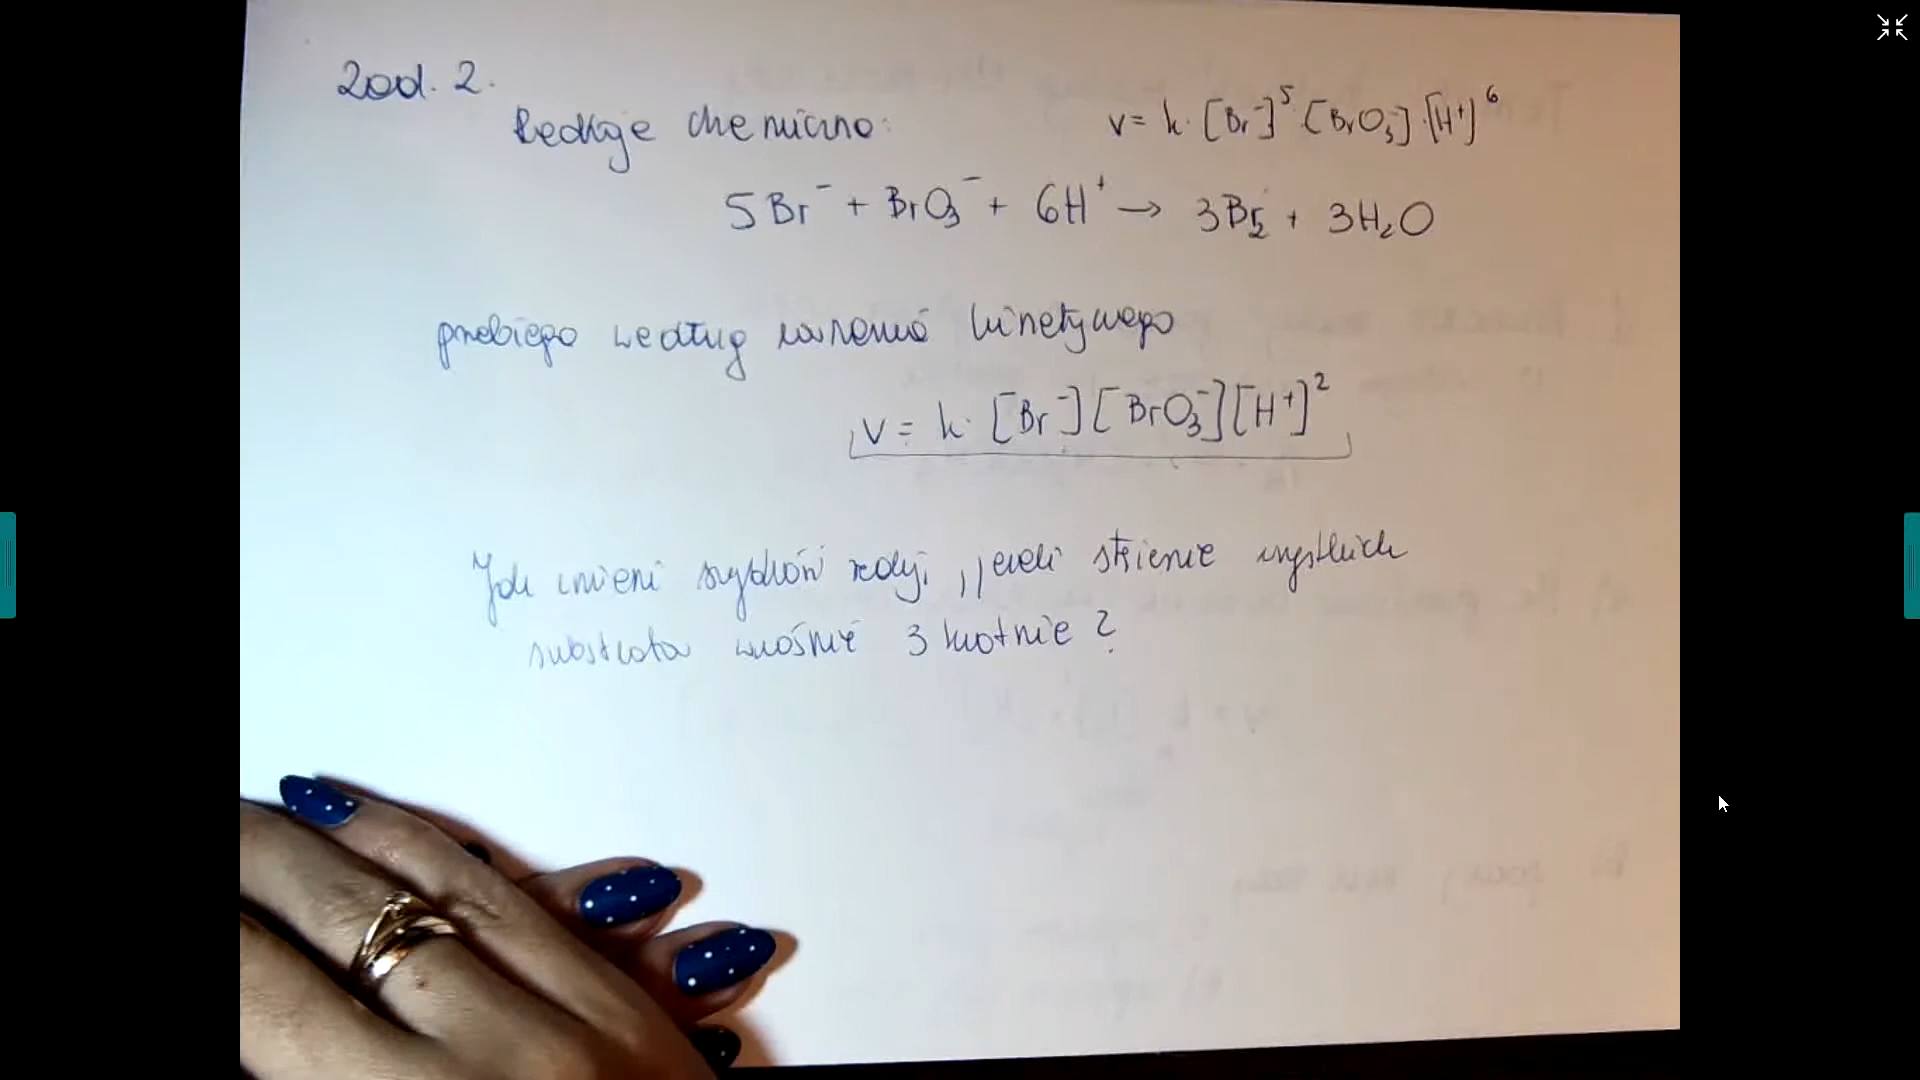 Zad. 2.
Reakcja chemiczna:
v = k · [Br⁻]⁵ · [BrO₃⁻] · [H⁺]⁶
5Br⁻ + BrO₃⁻ + 6H⁺ → 3Br₂ + 3H₂O
przebiega według równania kinetycznego
v = k · [Br⁻][BrO₃⁻][H⁺]²
Jak zmieni szybkość reakcji, jeżeli stężenie wszystkich
substratów wzrośnie 3 krotnie?